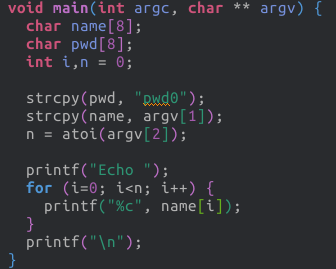 void main(int argc, char ** argv) {
char name[8];
char pwd[8];
int i,n = 0;
strcpy(pwd, "pwd0");
strcpy(name, argv[1]);
n = atoi(argv[2]);
printf("Echo ");
for (i=0; i<n; i++) {
printf("%c", name[i]);
}
printf("\n");
}